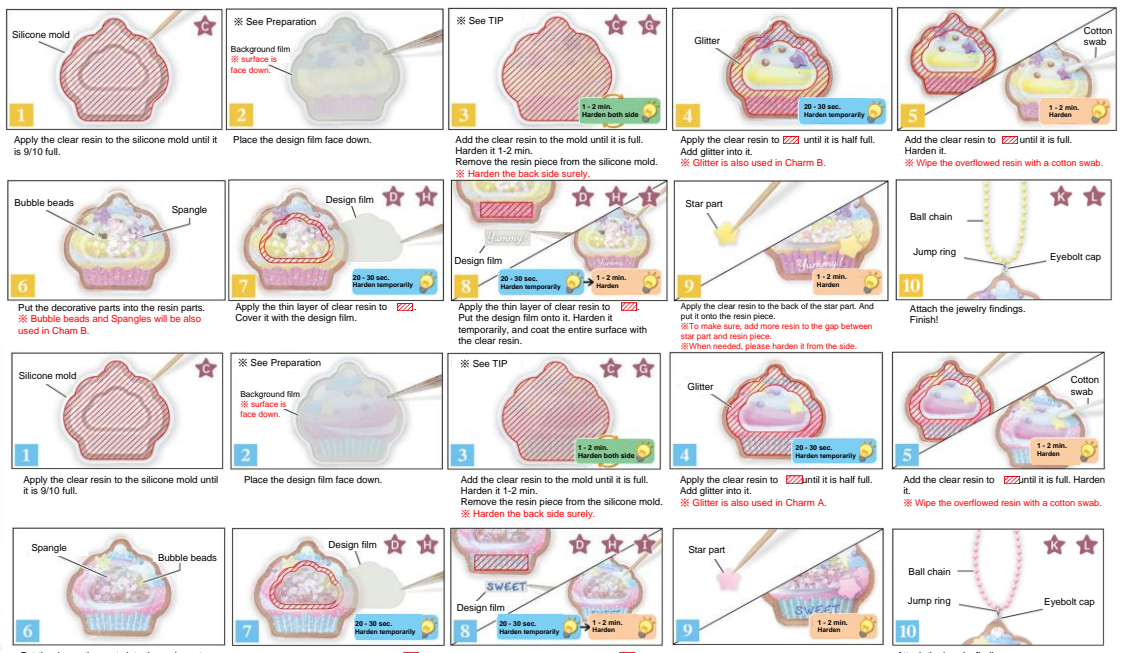 Silicone mold
C
1
Apply the clear resin to the silicone mold until it
is 9/10 full.
※ See Preparation
Background film
※ surface is
face down.
2
Place the design film face down.
※ See TIP
C G
1 - 2 min.
Harden both side
3
Add the clear resin to the mold until it is full.
Harden it 1-2 min.
Remove the resin piece from the silicone mold.
※ Harden the back side surely.
Glitter
20 - 30 sec.
Harden temporarily
4
Apply the clear resin to until it is half full.
Add glitter into it.
※ Glitter is also used in Charm B.
Cotton
swab
1 - 2 min.
Harden
5
Add the clear resin to until it is full.
Harden it.
※ Wipe the overflowed resin with a cotton swab.
Bubble beads
Spangle
6
Put the decorative parts into the resin parts.
※ Bubble beads and Spangles will be also
used in Cham B.
Design film
D H
20 - 30 sec.
Harden temporarily
7
Apply the thin layer of clear resin to .
Cover it with the design film.
D H I
Yummy!
Design film
Yummy!
20 - 30 sec.
Harden temporarily
1 - 2 min.
Harden
8
Apply the thin layer of clear resin to .
Put the design film onto it. Harden it
temporarily, and coat the entire surface with
the clear resin.
Star part
Yummy
1 - 2 min.
Harden
9
Apply the clear resin to the back of the star part. And
put it onto the resin piece.
※To make sure, add more resin to the gap between
star part and resin piece,
※When needed, please harden it from the side.
K L
Ball chain
Jump ring
Eyebolt cap
10
Attach the jewelry findings.
Finish!
Silicone mold
C
1
Apply the clear resin to the silicone mold until
it is 9/10 full.
※ See Preparation
Background film
※ surface is
face down.
2
Place the design film face down.
※ See TIP
C G
1 - 2 min.
Harden both side
3
Add the clear resin to the mold until it is full.
Harden it 1-2 min.
Remove the resin piece from the silicone mold.
※ Harden the back side surely.
Glitter
20 - 30 sec.
Harden temporarily
4
Apply the clear resin to until it is half full.
Add glitter into it.
※ Glitter is also used in Charm A.
Cotton
swab
1 - 2 min.
Harden
5
Add the clear resin to until it is full. Harden
it.
※ Wipe the overflowed resin with a cotton swab.
Spangle
Bubble beads
6
Design film
D H
20 - 30 sec.
Harden temporarily
7
D H I
SWEET
Design film
20 - 30 sec.
Harden temporarily
1 - 2 min.
Harden
8
Star part
SWEET
1 - 2 min.
Harden
9
K L
Ball chain
Jump ring
Eyebolt cap
10